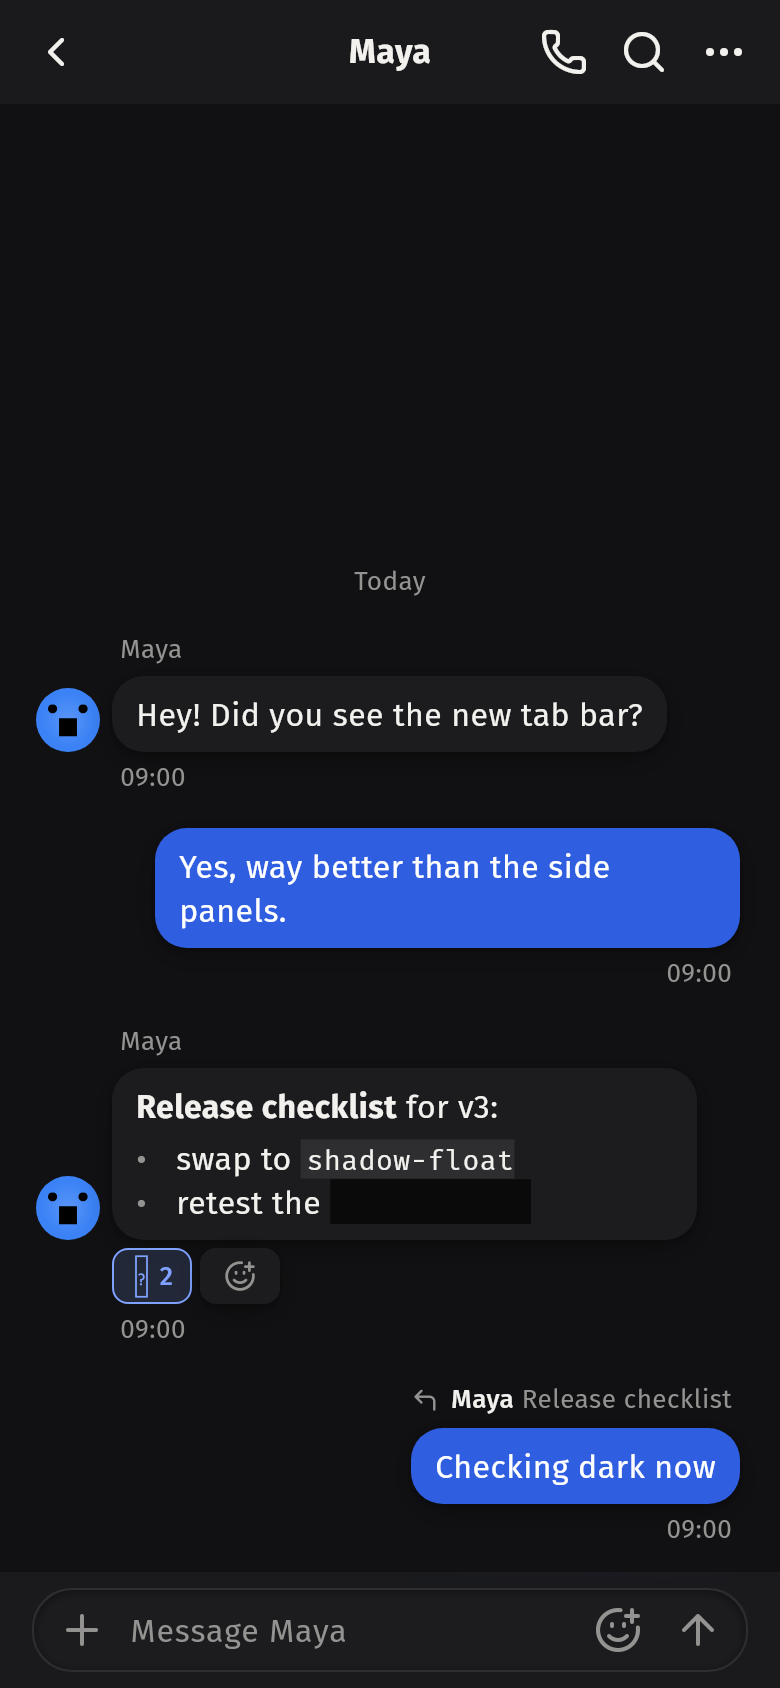 Maya
Today
Maya
Hey! Did you see the new tab bar?
09:00
Yes, way better than the side
panels.
09:00
Maya
Release checklist for v3:
• swap to shadow-float
• retest the
2
09:00
Maya Release checklist
Checking dark now
09:00
Message Maya